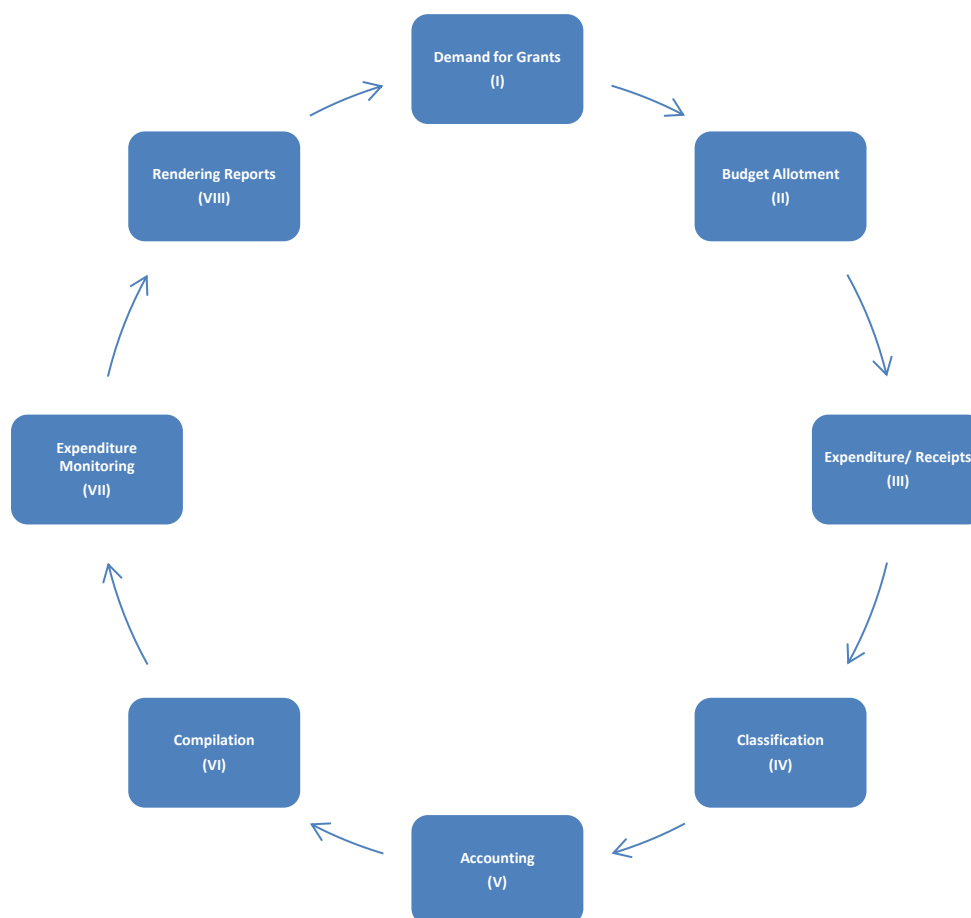 Demand for Grants
(I)
Budget Allotment
(II)
Expenditure/ Receipts
(III)
Classification
(IV)
Accounting
(V)
Compilation
(VI)
Expenditure
Monitoring
(VII)
Rendering Reports
(VIII)